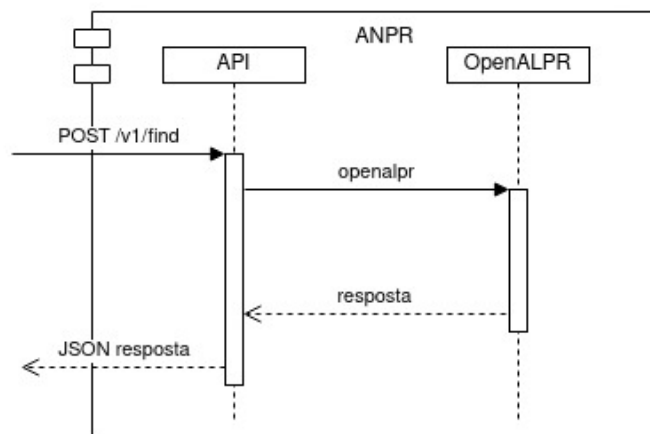 ANPR
API
OpenALPR
POST /v1/find
openalpr
resposta
JSON resposta